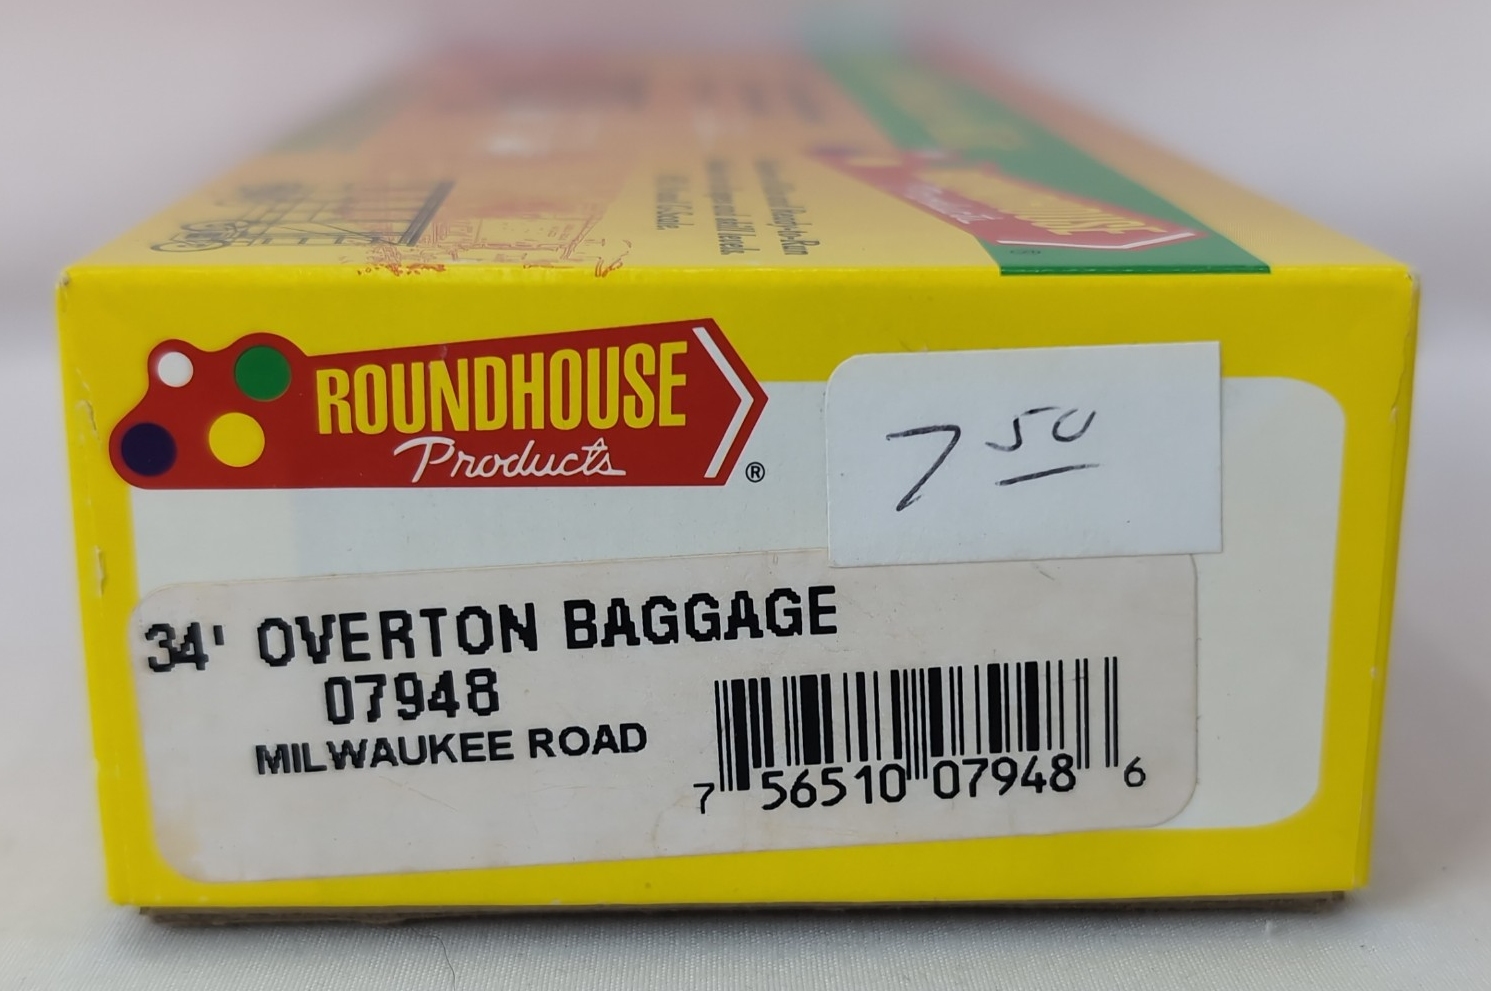 ROUNDHOUSE
Products
®
7 50
34' OVERTON BAGGAGE
07948
MILWAUKEE ROAD
7 56510 07948 6